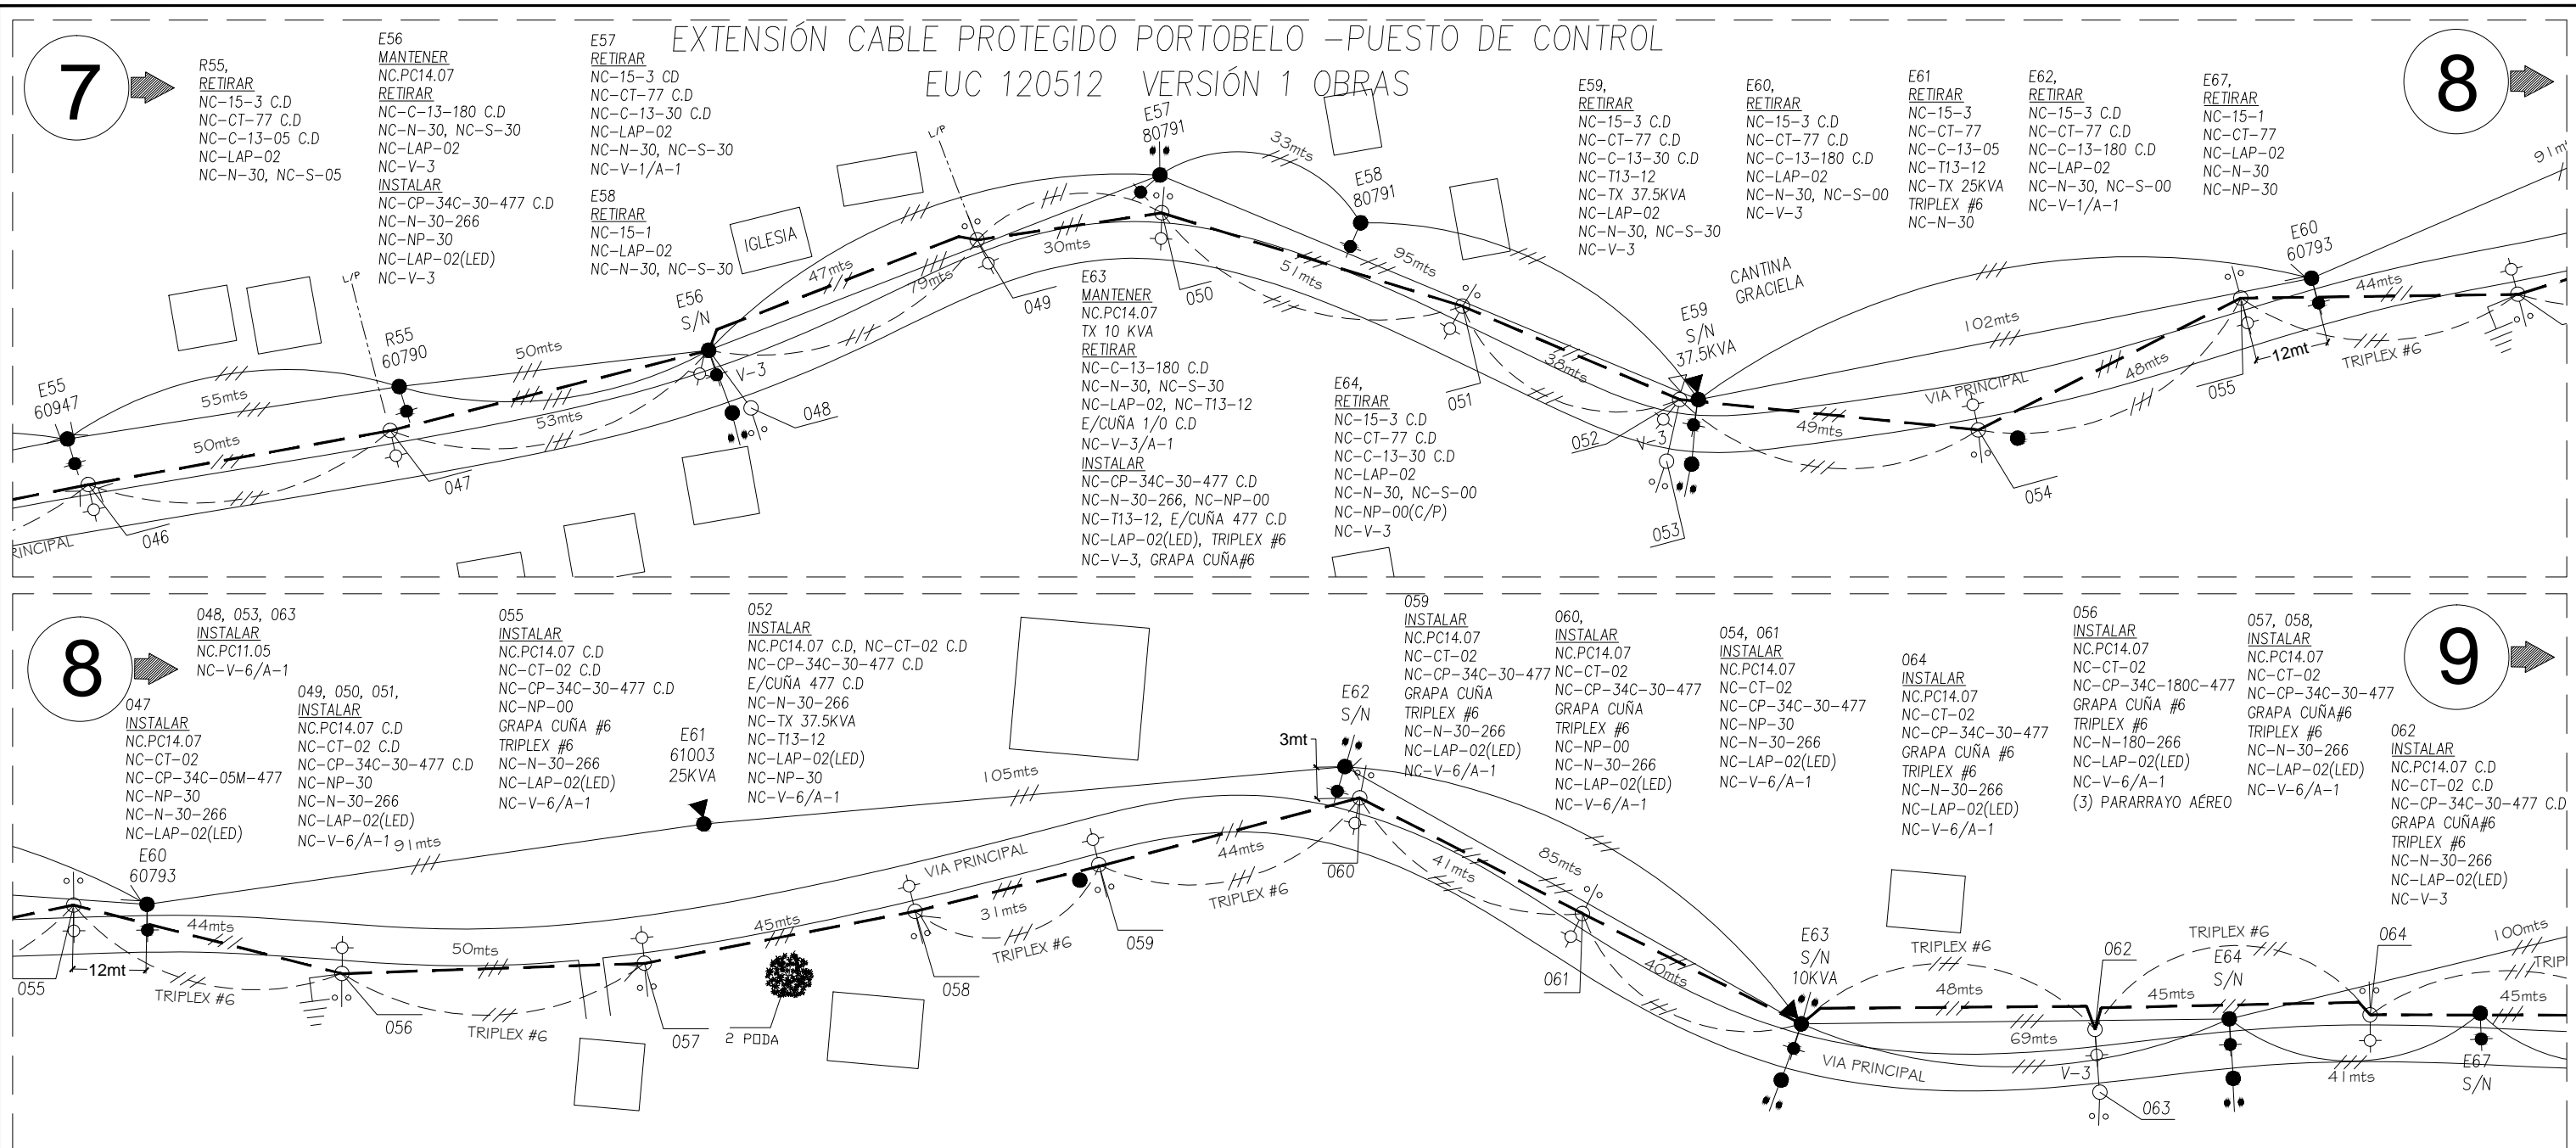 EXTENSIÓN CABLE PROTEGIDO PORTOBELO -PUESTO DE CONTROL
EUC 120512 VERSIÓN 1 OBRAS
7
R55,
RETIRAR
NC-15-3 C.D
NC-CT-77 C.D
NC-C-13-05 C.D
NC-LAP-02
NC-N-30, NC-S-05
E56
MANTENER
NC.PC14.07
RETIRAR
NC-C-13-180 C.D
NC-N-30, NC-S-30
NC-LAP-02
NC-V-3
INSTALAR
NC-CP-34C-30-477 C.D
NC-N-30-266
NC-NP-30
NC-LAP-02(LED)
NC-V-3
E57
RETIRAR
NC-15-3 CD
NC-CT-77 C.D
NC-C-13-30 C.D
NC-LAP-02
NC-N-30, NC-S-30
NC-V-1/A-1
E58
RETIRAR
NC-15-1
NC-LAP-02
NC-N-30, NC-S-30
E63
MANTENER
NC.PC14.07
TX 10 KVA
RETIRAR
NC-C-13-180 C.D
NC-N-30, NC-S-30
NC-LAP-02, NC-T13-12
E/CUÑA 1/0 C.D
NC-V-3/A-1
INSTALAR
NC-CP-34C-30-477 C.D
NC-N-30-266, NC-NP-00
NC-T13-12, E/CUÑA 477 C.D
NC-LAP-02(LED), TRIPLEX #6
NC-V-3, GRAPA CUÑA#6
E64,
RETIRAR
NC-15-3 C.D
NC-CT-77 C.D
NC-C-13-30 C.D
NC-LAP-02
NC-N-30, NC-S-00
NC-NP-00(C/P)
NC-V-3
E59,
RETIRAR
NC-15-3 C.D
NC-CT-77 C.D
NC-C-13-30 C.D
NC-T13-12
NC-TX 37.5KVA
NC-LAP-02
NC-N-30, NC-S-30
NC-V-3
E60,
RETIRAR
NC-15-3 C.D
NC-CT-77 C.D
NC-C-13-180 C.D
NC-LAP-02
NC-N-30, NC-S-00
NC-V-3
E61
RETIRAR
NC-15-3
NC-CT-77
NC-C-13-05
NC-T13-12
NC-TX 25KVA
TRIPLEX #6
NC-N-30
E62,
RETIRAR
NC-15-3 C.D
NC-CT-77 C.D
NC-C-13-180 C.D
NC-LAP-02
NC-N-30, NC-S-00
NC-V-1/A-1
E67,
RETIRAR
NC-15-1
NC-CT-77
NC-LAP-02
NC-N-30
NC-NP-30
8
E55
60947
55mts
50mts
046
RINCIPAL
L/P
R55
60790
50mts
53mts
047
E56
S/N
V-3
048
IGLESIA
47mts
79mts
L/P
049
30mts
E57
80791
050
33mts
E58
80791
51mts
95mts
051
38mts
E59
S/N
37.5KVA
CANTINA
GRACIELA
052
V-3
053
49mts
VIA PRINCIPAL
054
102mts
48mts
055
E60
60793
12mt
44mts
TRIPLEX #6
91m
8
048, 053, 063
INSTALAR
NC.PC11.05
NC-V-6/A-1
047
INSTALAR
NC.PC14.07
NC-CT-02
NC-CP-34C-05M-477
NC-NP-30
NC-N-30-266
NC-LAP-02(LED)
049, 050, 051,
INSTALAR
NC.PC14.07 C.D
NC-CT-02 C.D
NC-CP-34C-30-477 C.D
NC-NP-30
NC-N-30-266
NC-LAP-02(LED)
NC-V-6/A-1
055
INSTALAR
NC.PC14.07 C.D
NC-CT-02 C.D
NC-CP-34C-30-477 C.D
NC-NP-00
GRAPA CUÑA #6
TRIPLEX #6
NC-N-30-266
NC-LAP-02(LED)
NC-V-6/A-1
052
INSTALAR
NC.PC14.07 C.D, NC-CT-02 C.D
NC-CP-34C-30-477 C.D
E/CUÑA 477 C.D
NC-N-30-266
NC-TX 37.5KVA
NC-T13-12
NC-LAP-02(LED)
NC-NP-30
NC-V-6/A-1
059
INSTALAR
NC.PC14.07
NC-CT-02
NC-CP-34C-30-477
GRAPA CUÑA
TRIPLEX #6
NC-N-30-266
NC-LAP-02(LED)
NC-V-6/A-1
060,
INSTALAR
NC.PC14.07
NC-CT-02
NC-CP-34C-30-477
GRAPA CUÑA
TRIPLEX #6
NC-NP-00
NC-N-30-266
NC-LAP-02(LED)
NC-V-6/A-1
054, 061
INSTALAR
NC.PC14.07
NC-CT-02
NC-CP-34C-30-477
NC-NP-30
NC-N-30-266
NC-LAP-02(LED)
NC-V-6/A-1
064
INSTALAR
NC.PC14.07
NC-CT-02
NC-CP-34C-30-477
GRAPA CUÑA #6
TRIPLEX #6
NC-N-30-266
NC-LAP-02(LED)
NC-V-6/A-1
056
INSTALAR
NC.PC14.07
NC-CT-02
NC-CP-34C-180C-477
GRAPA CUÑA #6
TRIPLEX #6
NC-N-180-266
NC-LAP-02(LED)
NC-V-6/A-1
(3) PARARRAYO AÉREO
057, 058,
INSTALAR
NC.PC14.07
NC-CT-02
NC-CP-34C-30-477
GRAPA CUÑA#6
TRIPLEX #6
NC-N-30-266
NC-LAP-02(LED)
NC-V-6/A-1
062
INSTALAR
NC.PC14.07 C.D
NC-CT-02 C.D
NC-CP-34C-30-477 C.D
GRAPA CUÑA#6
TRIPLEX #6
NC-N-30-266
NC-LAP-02(LED)
NC-V-3
9
E60
60793
91mts
055
12mt
44mts
TRIPLEX #6
056
50mts
TRIPLEX #6
057
E61
61003
25KVA
45mts
2 PODA
058
105mts
VIA PRINCIPAL
31mts
TRIPLEX #6
059
44mts
TRIPLEX #6
3mt
E62
S/N
060
41mts
85mts
061
40mts
E63
S/N
10KVA
VIA PRINCIPAL
TRIPLEX #6
48mts
69mts
062
V-3
063
TRIPLEX #6
45mts
E64
S/N
41mts
064
100mts
TRIP
45mts
E67
S/N